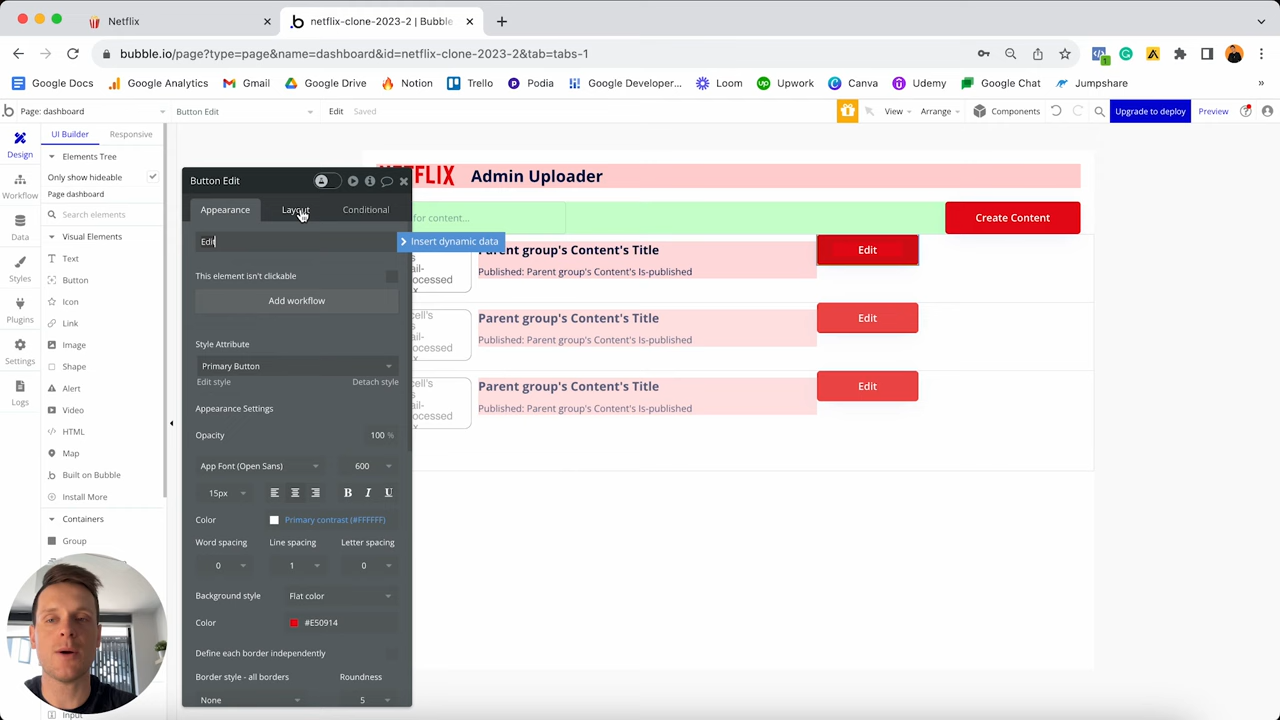 Netflix
netflix-clone-2023-2 | Bubble
bubble.io/page?type=page&name=dashboard&id=netflix-clone-2023-2&tab=tabs-1
Google Docs
Google Analytics
Gmail
Google Drive
Notion
Trello
Podia
Google Developer...
Loom
Upwork
Canva
Udemy
Google Chat
Jumpshare
Page: dashboard
Button Edit
Edit
Saved
View
Arrange
Components
Upgrade to deploy
Preview
Design
Workflow
Data
Styles
Plugins
Settings
Logs
UI Builder
Responsive
Elements Tree
Only show hideable
Page dashboard
Search elements
Visual Elements
Text
Button
Icon
Link
Image
Shape
Alert
Video
HTML
Map
Built on Bubble
Install More
Containers
Group
Input
Button Edit
Appearance
Layout
Conditional
Edit
Insert dynamic data
This element isn't clickable
Add workflow
Style Attribute
Primary Button
Edit style
Detach style
Appearance Settings
Opacity
100 %
App Font (Open Sans)
600
15px
B I U
Color
Primary contrast (#FFFFFF)
Word spacing
Line spacing
Letter spacing
0
1
0
Background style
Flat color
Color
#E50914
Define each border independently
Border style - all borders
Roundness
None
5
Admin Uploader
for content...
Create Content
Parent group's Content's Title
Published: Parent group's Content's Is-published
Edit
Parent group's Content's Title
Published: Parent group's Content's Is-published
Edit
Parent group's Content's Title
Published: Parent group's Content's Is-published
Edit